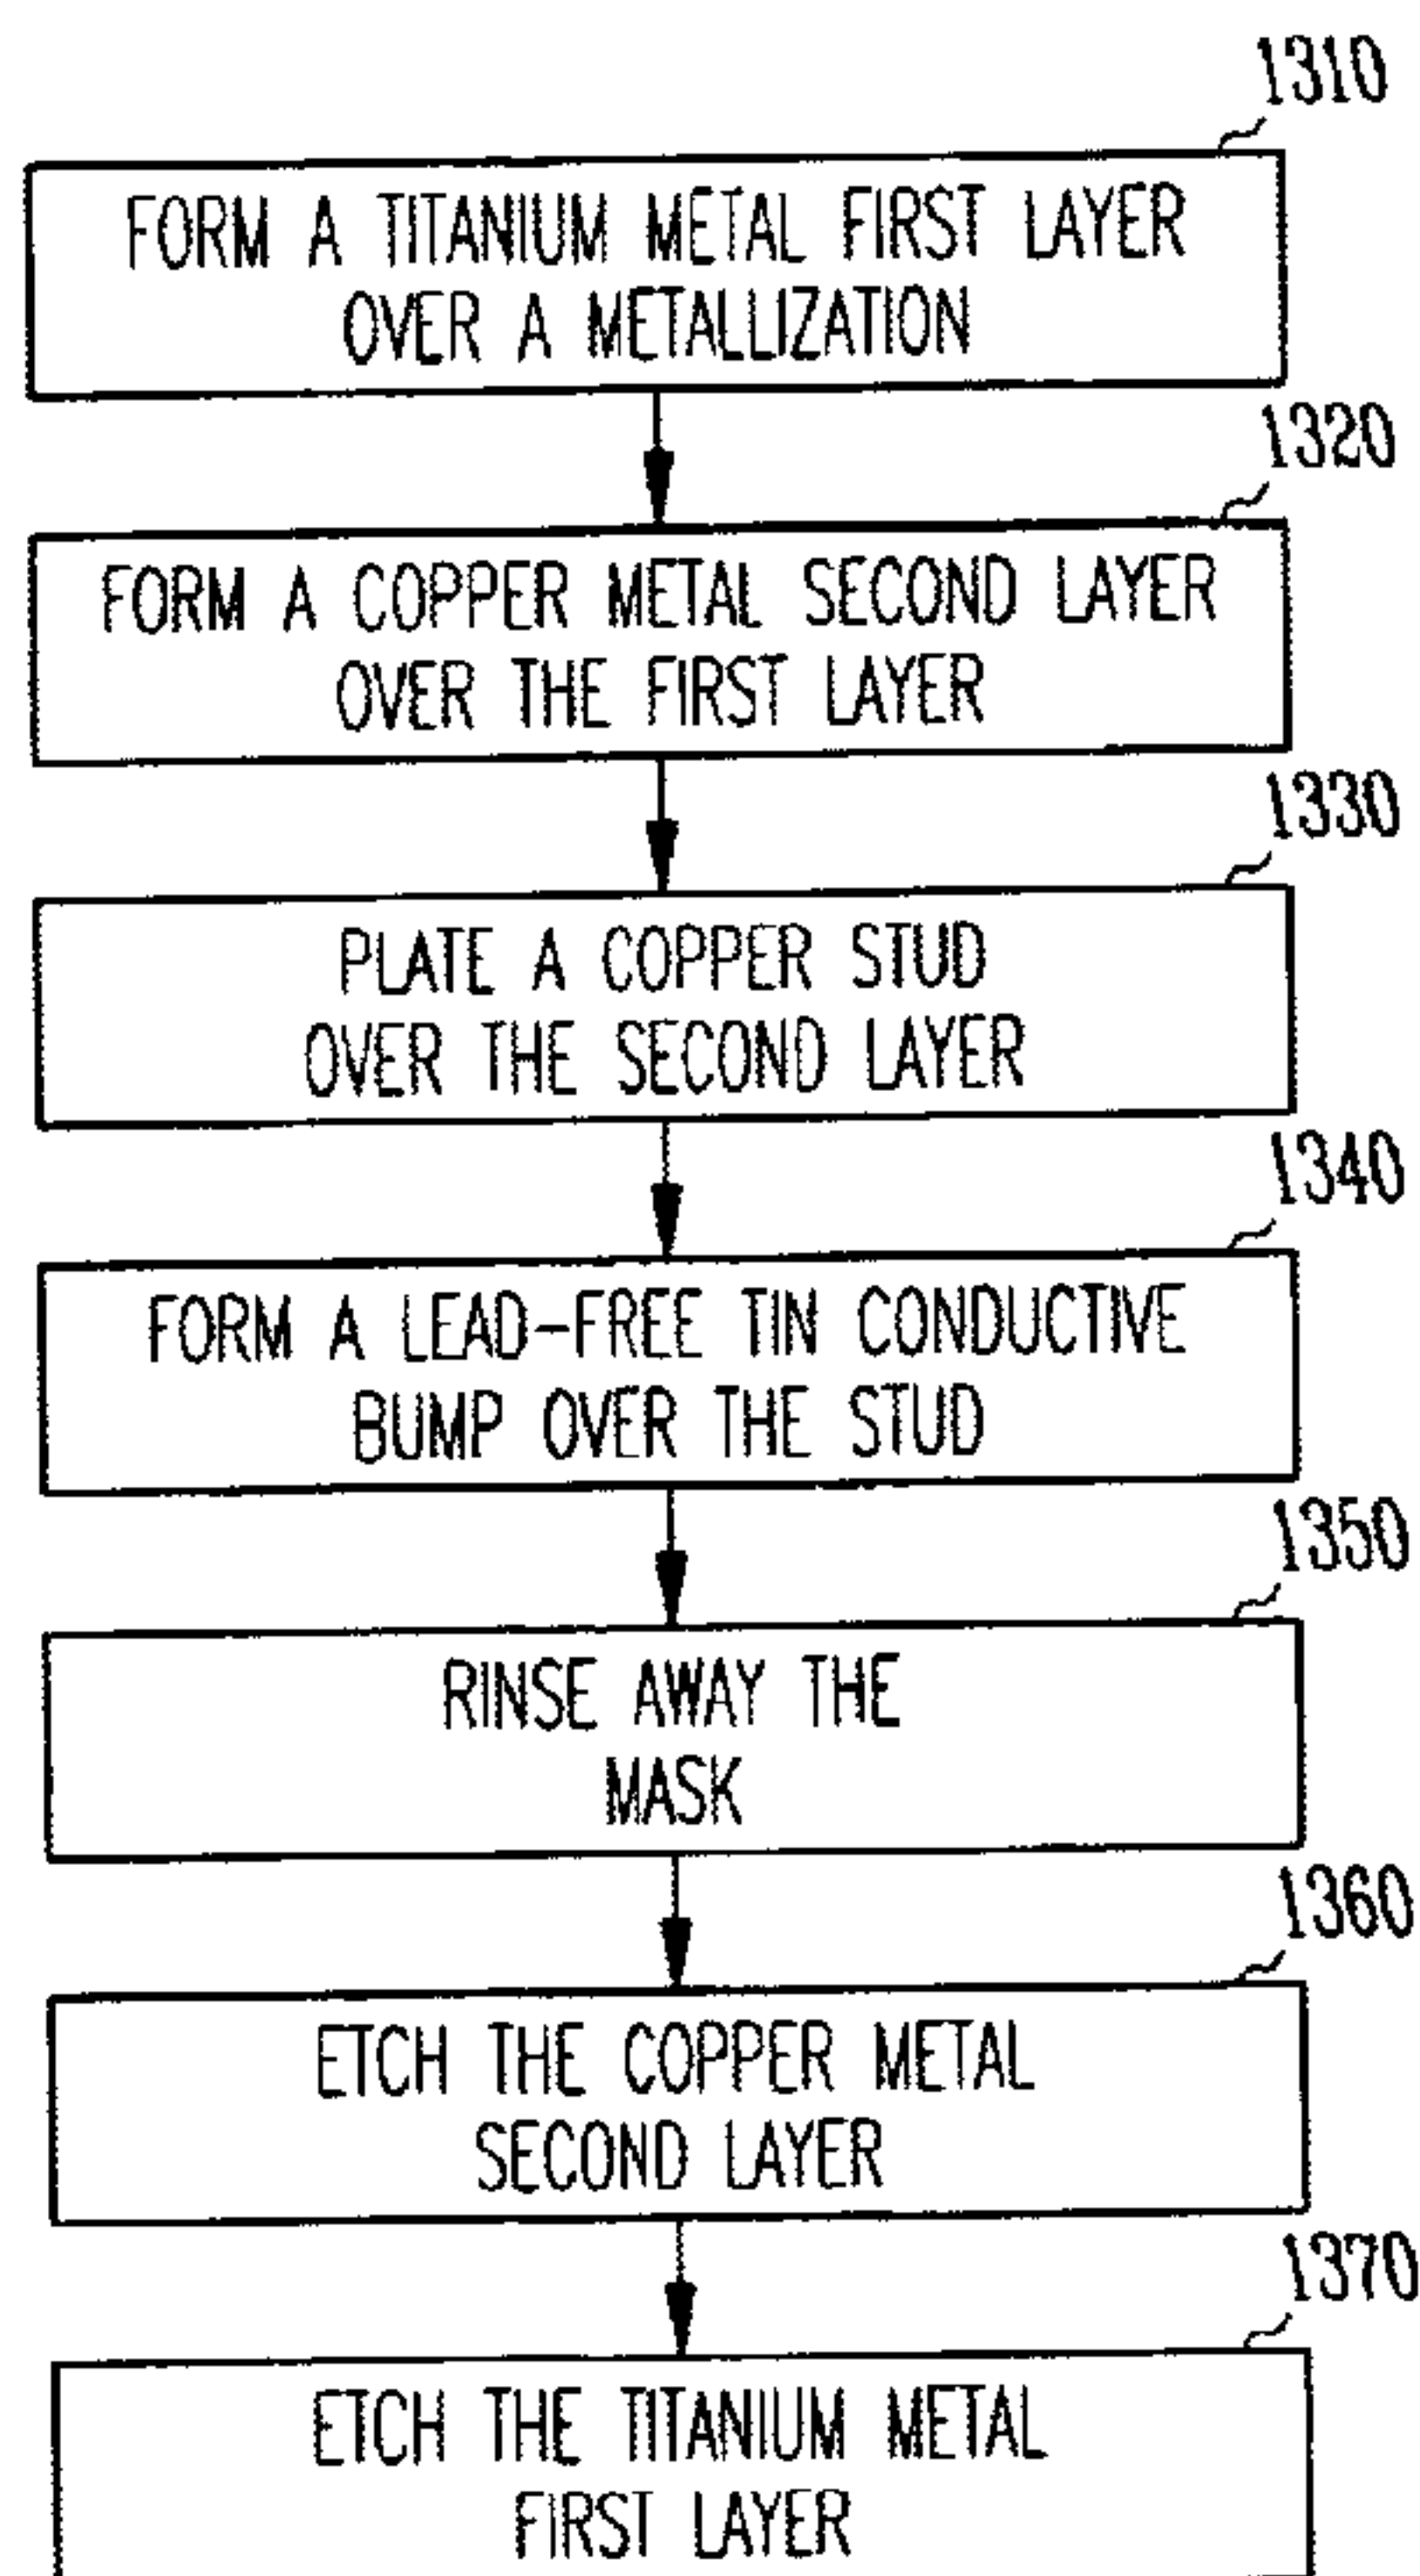 1310
FORM A TITANIUM METAL FIRST LAYER
OVER A METALLIZATION
1320
FORM A COPPER METAL SECOND LAYER
OVER THE FIRST LAYER
1330
PLATE A COPPER STUD
OVER THE SECOND LAYER
1340
FORM A LEAD-FREE TIN CONDUCTIVE
BUMP OVER THE STUD
1350
RINSE AWAY THE
MASK
1360
ETCH THE COPPER METAL
SECOND LAYER
1370
ETCH THE TITANIUM METAL
FIRST LAYER